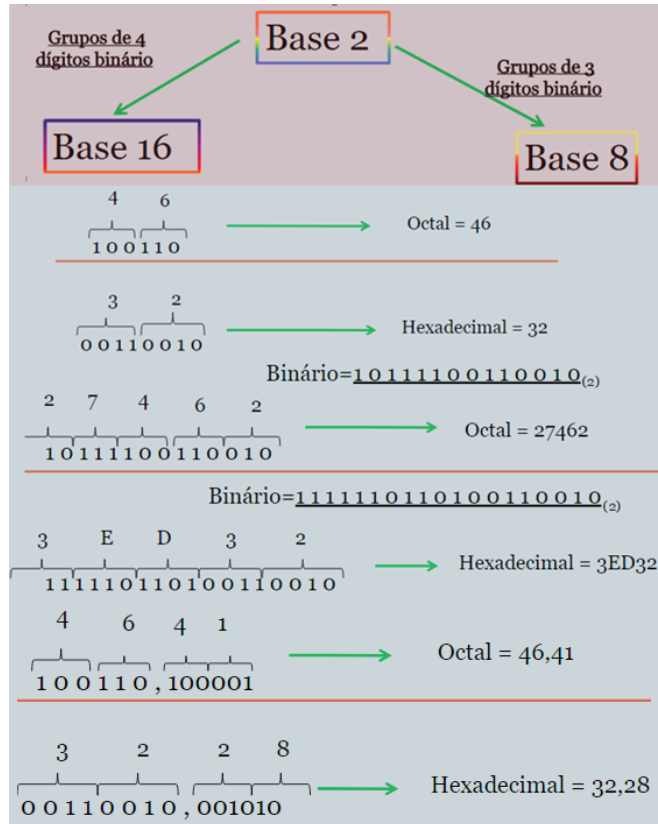 Grupos de 4
dígitos binário
Base 2
Grupos de 3
dígitos binário
Base 16
Base 8
4 6
1 0 0 1 1 0
Octal = 46
3 2
0 0 1 1 0 0 1 0
Hexadecimal = 32
Binário=1 0 1 1 1 1 0 0 1 1 0 0 1 0(2)
2 7 4 6 2
1 0 1 1 1 1 0 0 1 1 0 0 1 0
Octal = 27462
Binário=1 1 1 1 1 1 0 1 1 0 1 0 0 1 1 0 0 1 0(2)
3 E D 3 2
1 1 1 1 1 0 1 1 0 1 0 0 1 1 0 0 1 0
Hexadecimal = 3ED32
4 6 4 1
1 0 0 1 1 0 , 100001
Octal = 46,41
3 2 2 8
0 0 1 1 0 0 1 0 , 001010
Hexadecimal = 32,28